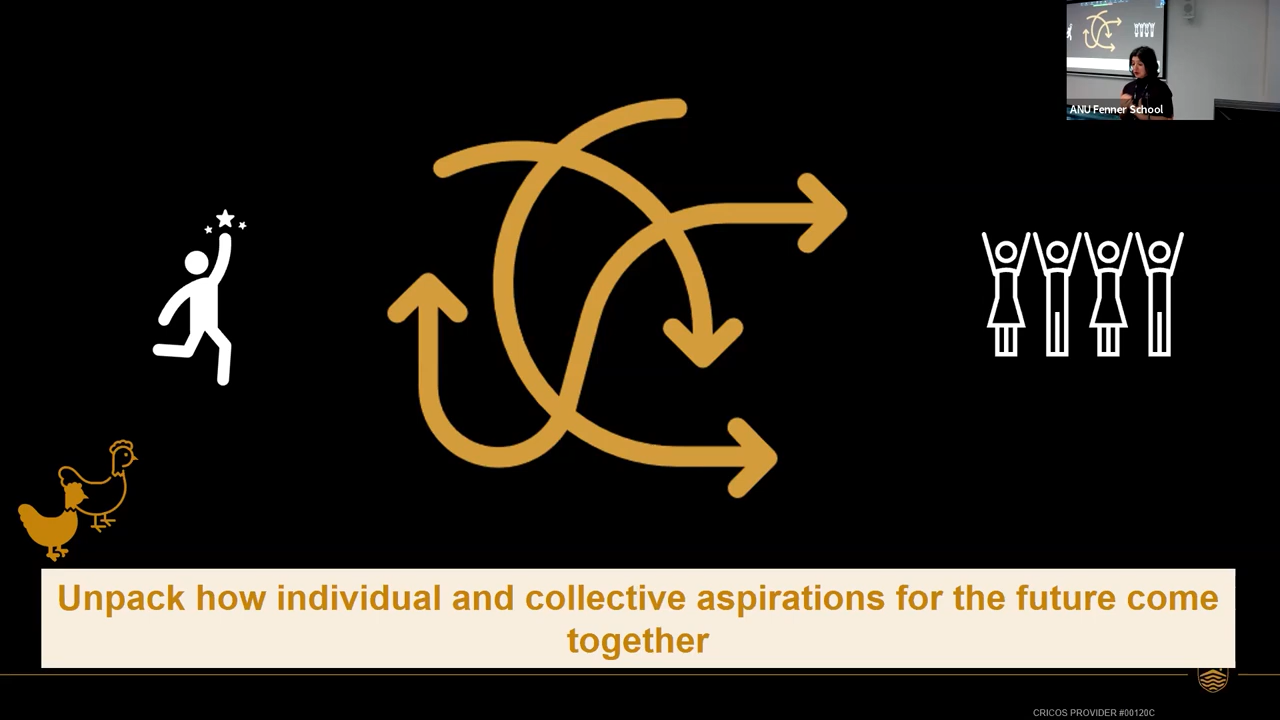 ANU Fenner School
Unpack how individual and collective aspirations for the future come
together
CRICOS PROVIDER #00120C